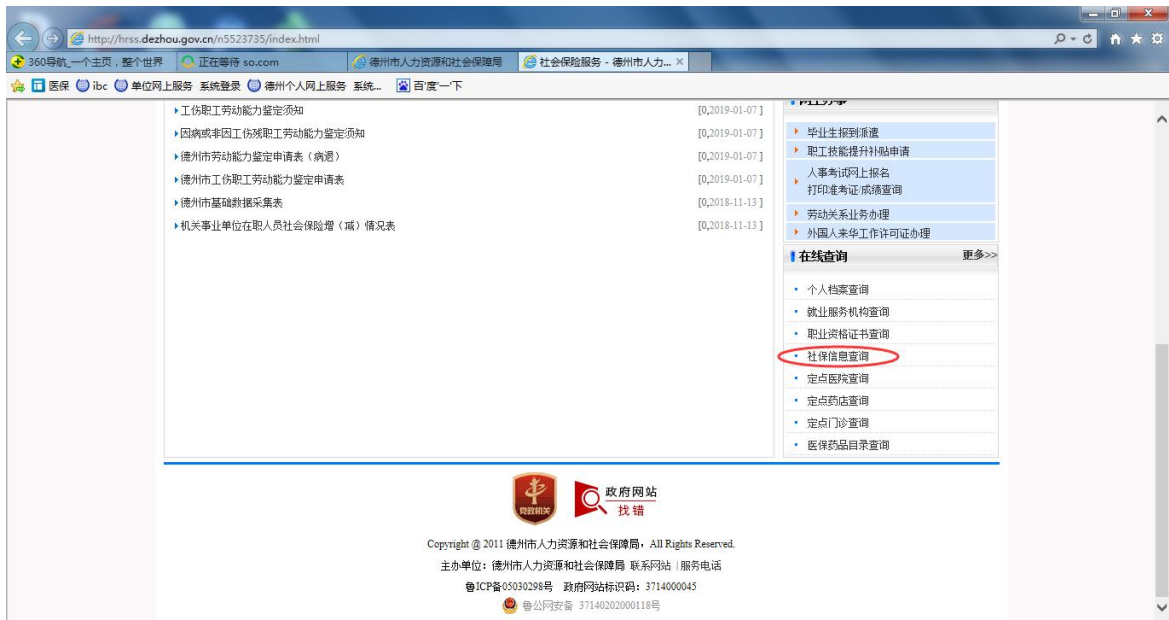 http://hrss.dezhou.gov.cn/n5523735/index.html
360导航_一个主页，整个世界
正在等待 so.com
德州市人力资源和社会保障局
社会保险服务 - 德州市人力...
医保
ibc
单位网上服务 系统登录
德州个人网上服务 系统...
百度一下
工伤职工劳动能力鉴定须知 [0,2019-01-07 ]
因病或非因工伤残职工劳动能力鉴定须知 [0,2019-01-07 ]
德州市劳动能力鉴定申请表（病退） [0,2019-01-07 ]
德州市工伤职工劳动能力鉴定申请表 [0,2019-01-07 ]
德州市基础数据采集表 [0,2018-11-13 ]
机关事业单位在职人员社会保险增（减）情况表 [0,2018-11-13 ]
毕业生报到派遣
职工技能提升补贴申请
人事考试网上报名
打印准考证/成绩查询
劳动关系业务办理
外国人来华工作许可证办理
在线查询 更多>>
个人档案查询
就业服务机构查询
职业资格证书查询
社保信息查询
定点医院查询
定点药店查询
定点门诊查询
医保药品目录查询
党政机关
政府网站
找错
Copyright @ 2011 德州市人力资源和社会保障局，All Rights Reserved.
主办单位：德州市人力资源和社会保障局 联系网站 | 服务电话
鲁ICP备05030298号 政府网站标识码：3714000045
鲁公网安备 37140202000118号